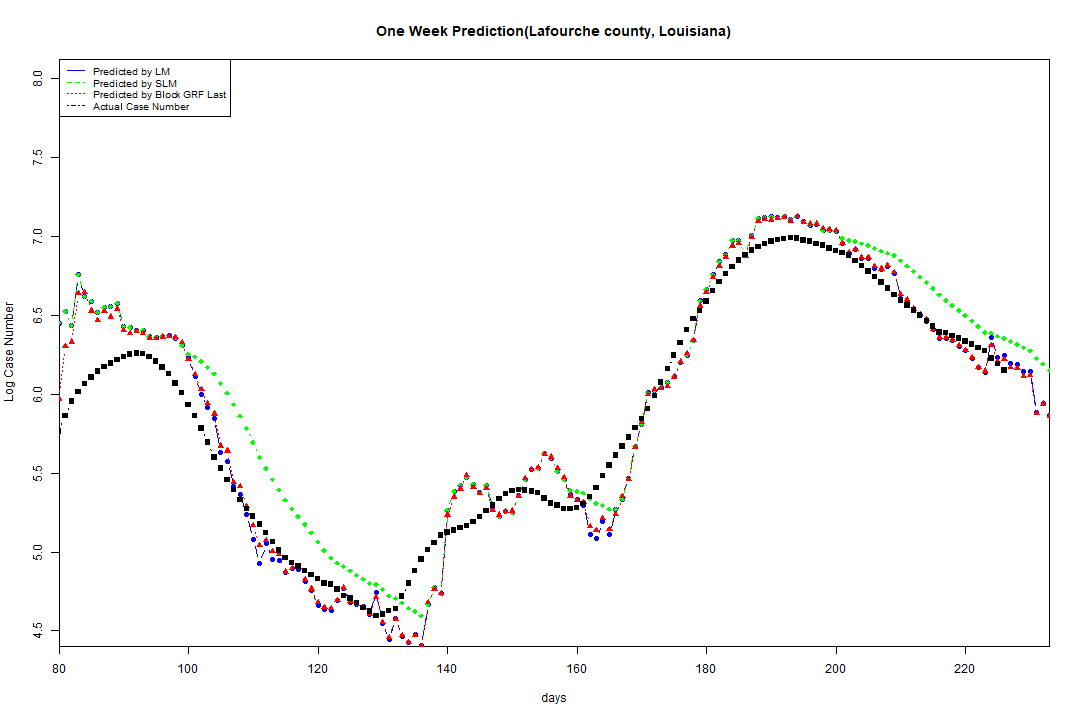 One Week Prediction(Lafourche county, Louisiana)
Predicted by LM
Predicted by SLM
Predicted by Block GRF Last
Actual Case Number
Log Case Number
8.0
7.5
7.0
6.5
6.0
5.5
5.0
4.5
80 100 120 140 160 180 200 220
days